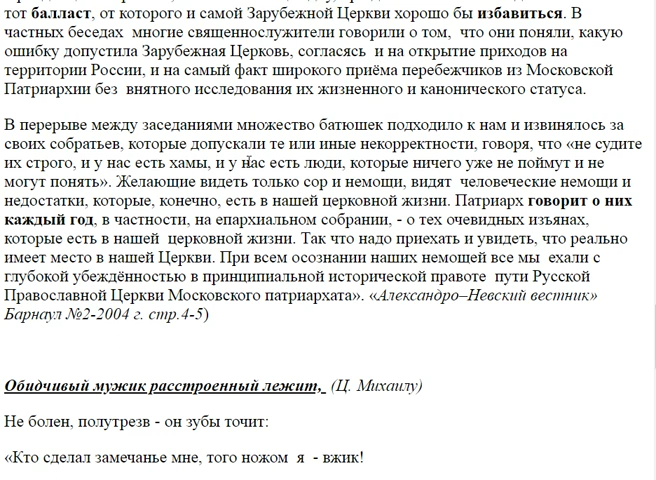 тот балласт, от которого и самой Зарубежной Церкви хорошо бы избавиться. В
частных беседах многие священнослужители говорили о том, что они поняли, какую
ошибку допустила Зарубежная Церковь, согласясь и на открытие приходов на
территории России, и на самый факт широкого приёма перебежчиков из Московской
Патриархии без внятного исследования их жизненного и канонического статуса.
В перерыве между заседаниями множество батюшек подходило к нам и извинялось за
своих собратьев, которые допускали те или иные некорректности, говоря, что «не судите
их строго, и у нас есть хамы, и у нас есть люди, которые ничего уже не поймут и не
могут понять». Желающие видеть только сор и немощи, видят человеческие немощи и
недостатки, которые, конечно, есть в нашей церковной жизни. Патриарх говорит о них
каждый год, в частности, на епархиальном собрании, - о тех очевидных изъянах,
которые есть в нашей церковной жизни. Так что надо приехать и увидеть, что реально
имеет место в нашей Церкви. При всем осознании наших немощей все мы ехали с
глубокой убеждённостью в принципиальной исторической правоте пути Русской
Православной Церкви Московского патриархата». «Александро–Невский вестник»
Барнаул №2-2004 г. стр.4-5)
Обидчивый мужик расстроенный лежит, (Ц. Михаилу)
Не болен, полутрезв - он зубы точит:
«Кто сделал замечанье мне, того ножом я - вжик!